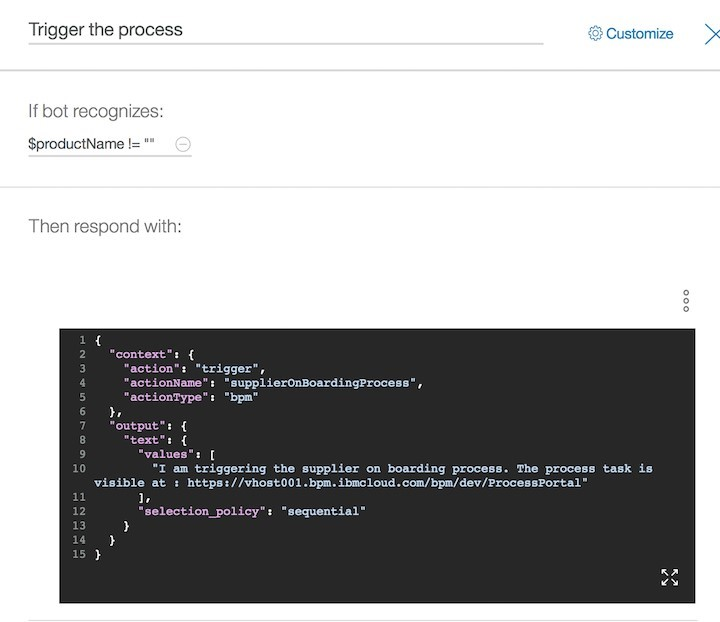 Trigger the process
Customize
If bot recognizes:
$productName != ""
Then respond with:
1 {
2   "context": {
3     "action": "trigger",
4     "actionName": "supplierOnBoardingProcess",
5     "actionType": "bpm"
6   },
7   "output": {
8     "text": {
9       "values": [
10         "I am triggering the supplier on boarding process. The process task is
visible at : https://vhost001.bpm.ibmcloud.com/bpm/dev/ProcessPortal"
11       ],
12       "selection_policy": "sequential"
13     }
14   }
15 }